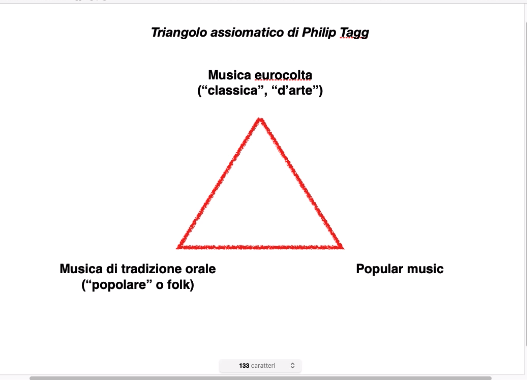 Triangolo assiomatico di Philip Tagg
Musica eurocolta
(“classica”, “d’arte”)
Musica di tradizione orale
(“popolare” o folk)
Popular music
133 caratteri